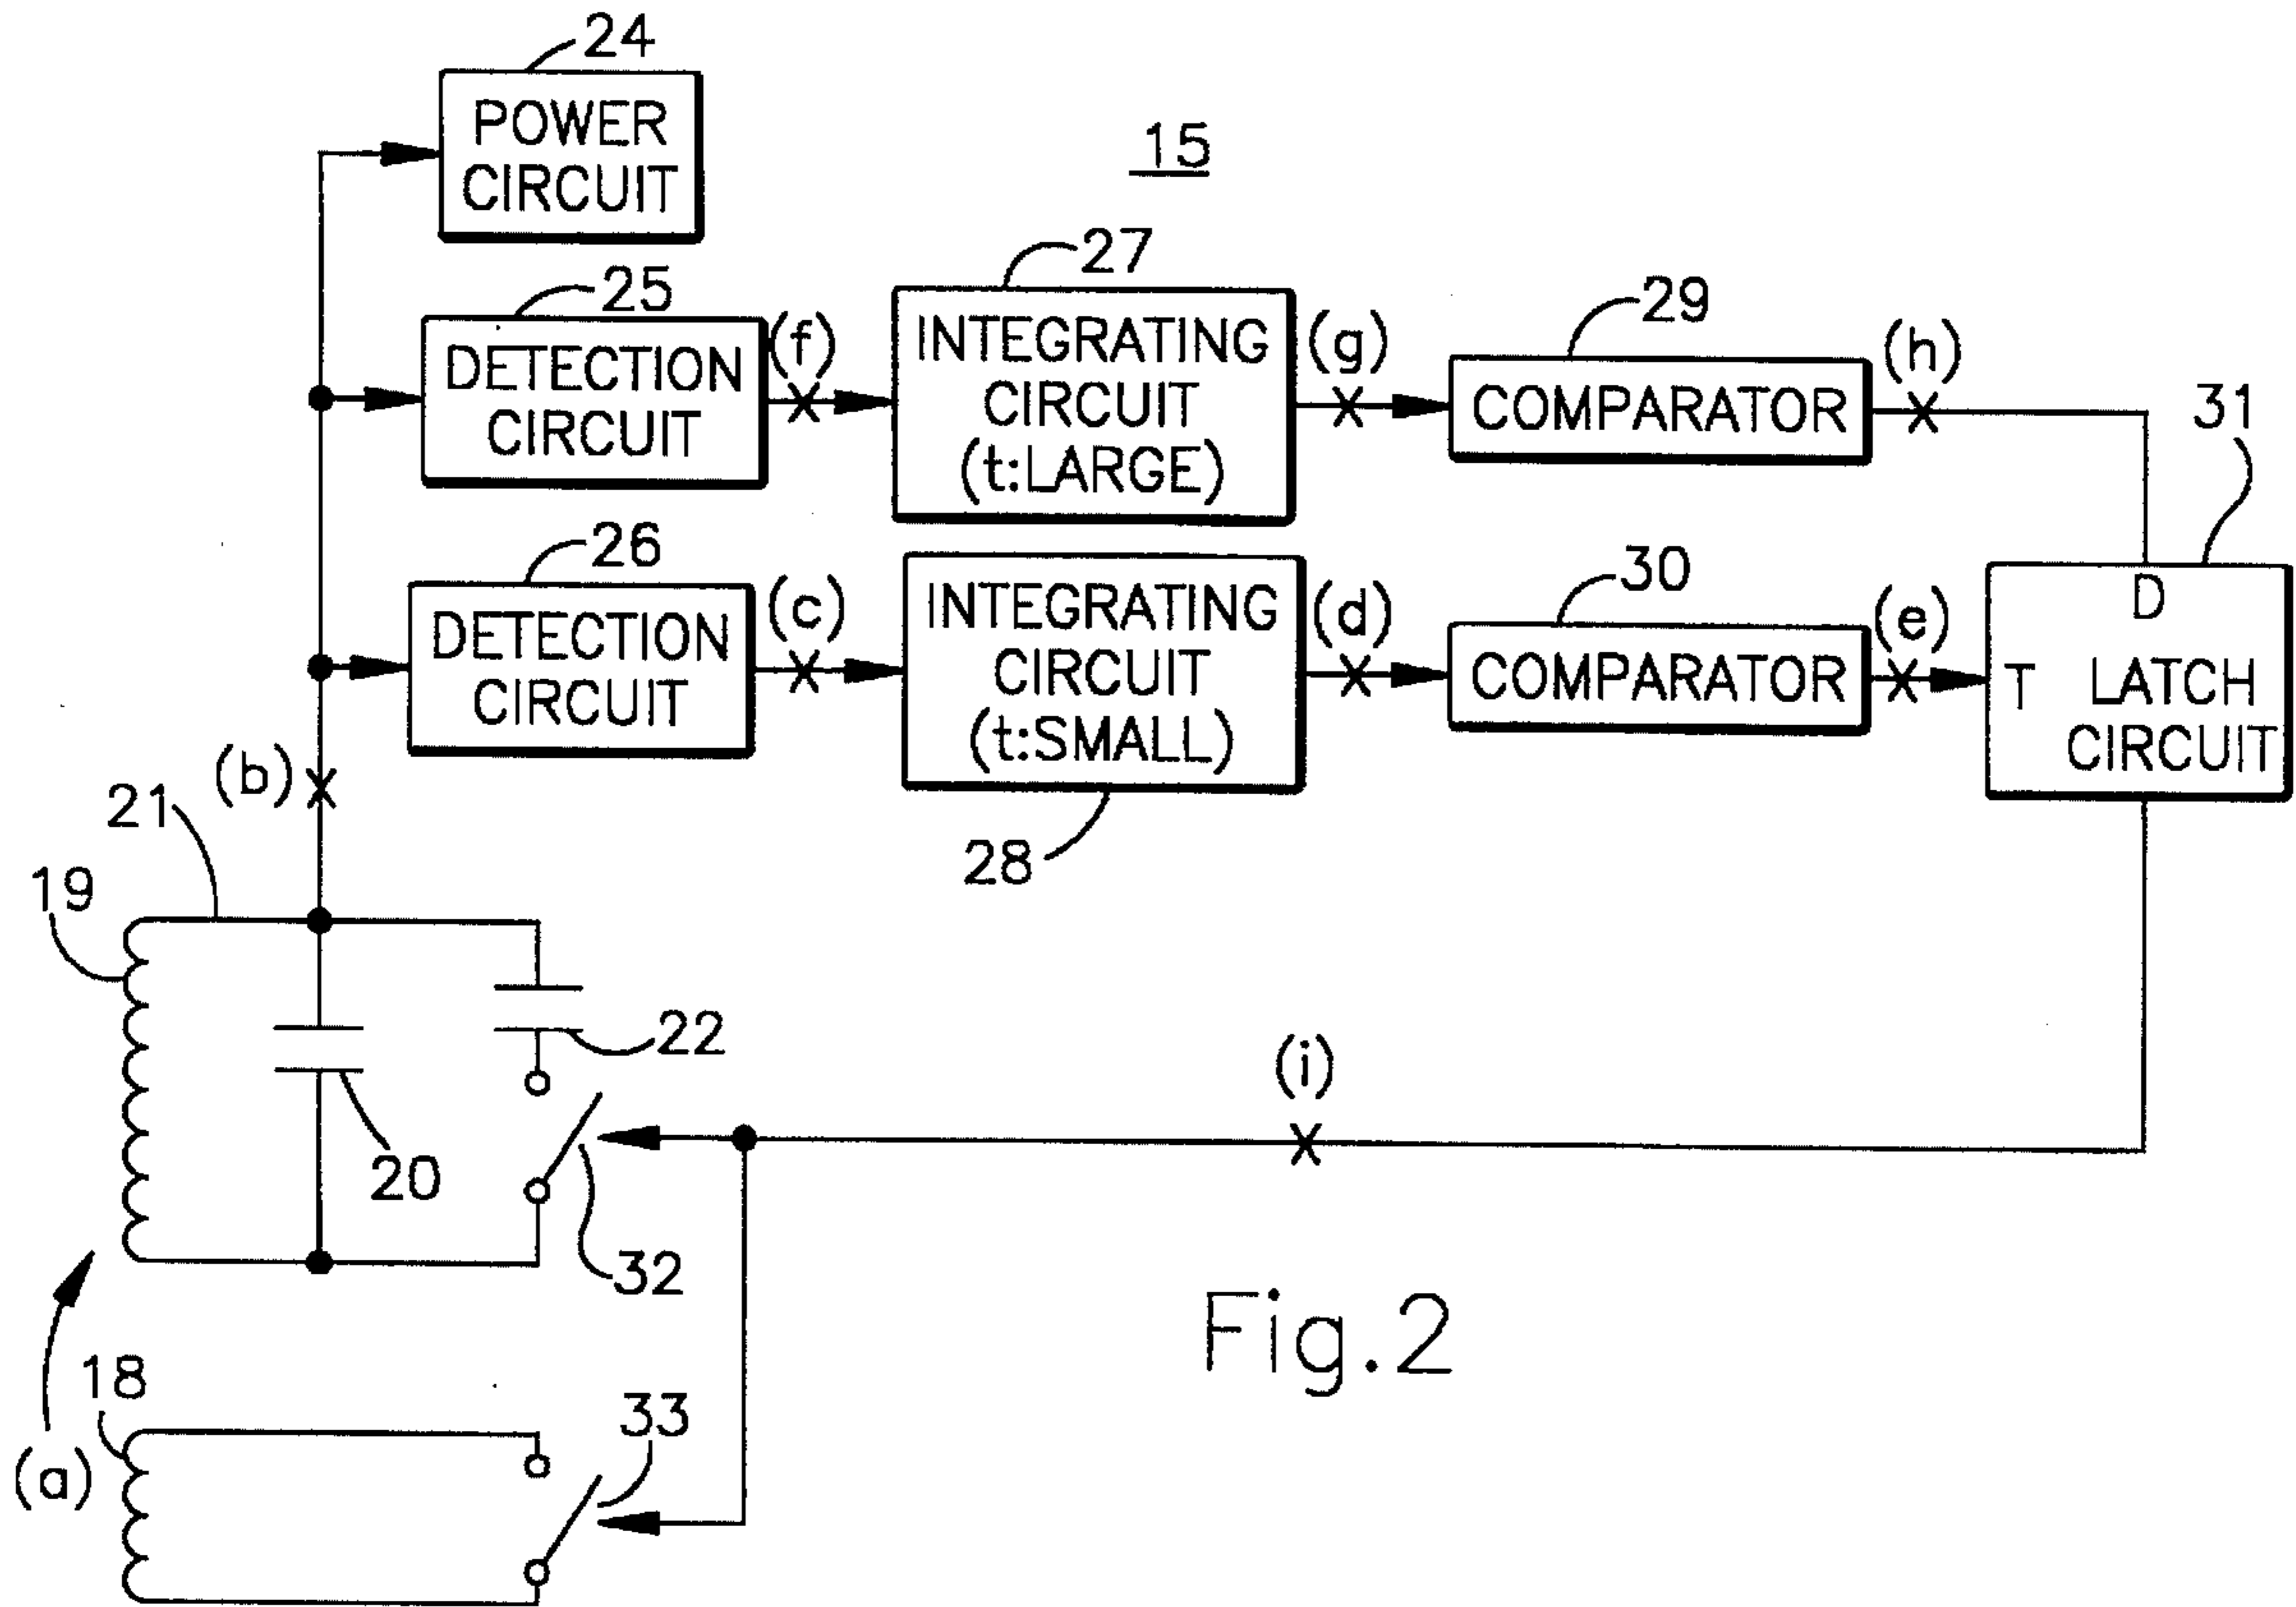 24
POWER
CIRCUIT
15
25
DETECTION
CIRCUIT
(f)
27
INTEGRATING
CIRCUIT
(t:LARGE)
(g)
29
COMPARATOR
(h)
31
26
DETECTION
CIRCUIT
(c)
INTEGRATING
CIRCUIT
(t:SMALL)
28
(d)
30
COMPARATOR
(e)
D
T LATCH
CIRCUIT
(b)
21
19
22
20
32
(i)
18
33
(a)
Fig.2